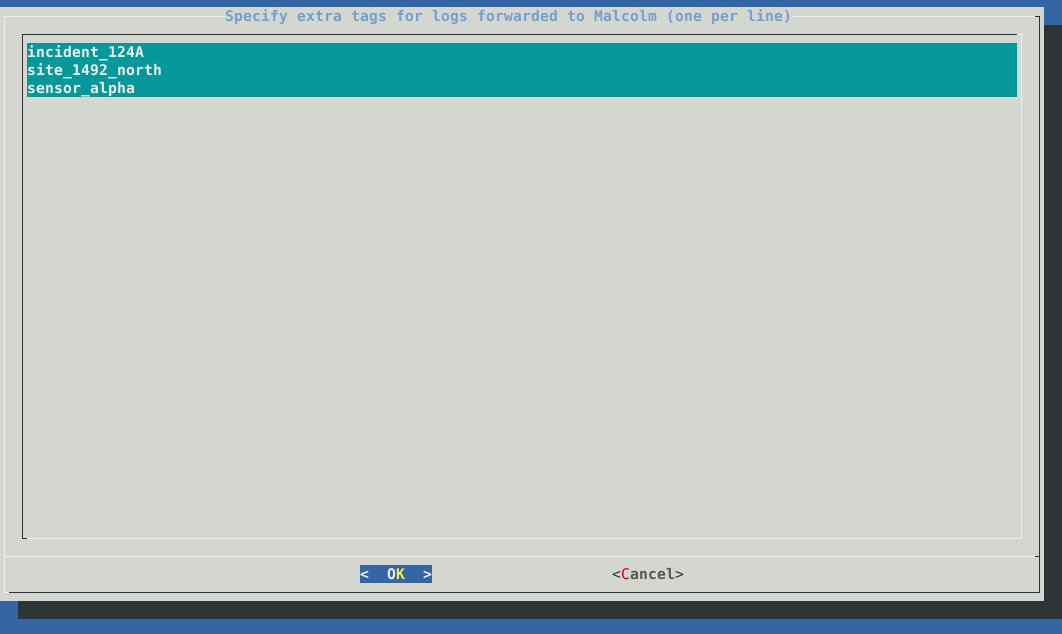 Specify extra tags for logs forwarded to Malcolm (one per line)
incident_124A
site_1492_north
sensor_alpha
<  OK  > <Cancel>